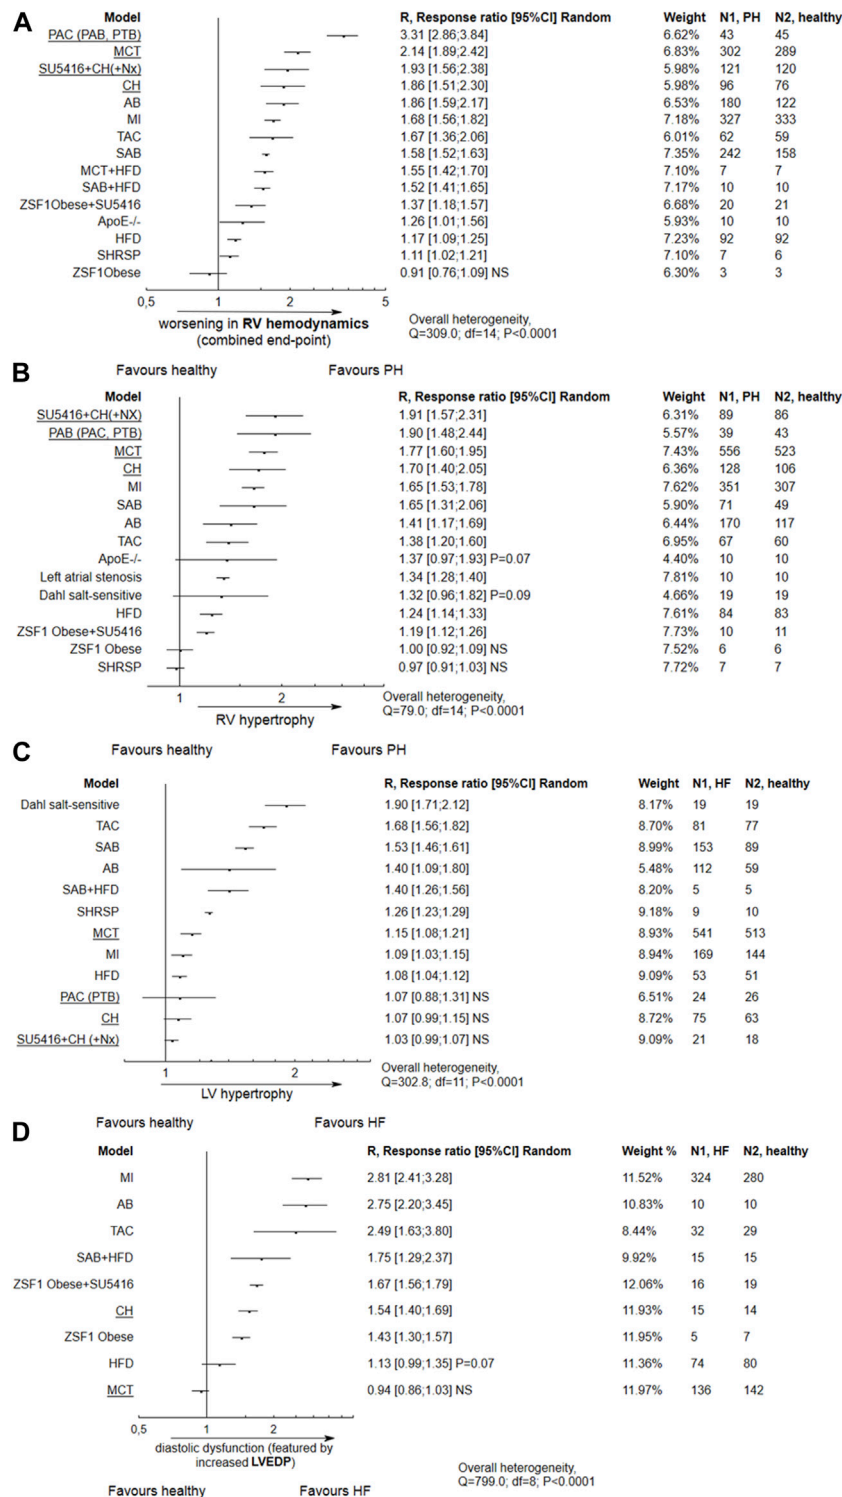 A
Model R, Response ratio [95%CI] Random Weight N1, PH N2, healthy
PAC (PAB, PTB) 3.31 [2.86;3.84] 6.62% 43 45
MCT 2.14 [1.89;2.42] 6.83% 302 289
SU5416+CH(+Nx) 1.93 [1.56;2.38] 5.98% 121 120
CH 1.86 [1.51;2.30] 5.98% 96 76
AB 1.86 [1.59;2.17] 6.53% 180 122
MI 1.68 [1.56;1.82] 7.18% 327 333
TAC 1.67 [1.36;2.06] 6.01% 62 59
SAB 1.58 [1.52;1.63] 7.35% 242 158
MCT+HFD 1.55 [1.42;1.70] 7.10% 7 7
SAB+HFD 1.52 [1.41;1.65] 7.17% 10 10
ZSF1Obese+SU5416 1.37 [1.18;1.57] 6.68% 20 21
ApoE-/- 1.26 [1.01;1.56] 5.93% 10 10
HFD 1.17 [1.09;1.25] 7.23% 92 92
SHRSP 1.11 [1.02;1.21] 7.10% 7 6
ZSF1Obese 0.91 [0.76;1.09] NS 6.30% 3 3
0,5 1 2 5
worsening in RV hemodynamics
(combined end-point)
Overall heterogeneity,
Q=309.0; df=14; P<0.0001
Favours healthy Favours PH
B
Model R, Response ratio [95%CI] Random Weight N1, PH N2, healthy
SU5416+CH(+NX) 1.91 [1.57;2.31] 6.31% 89 86
PAB (PAC, PTB) 1.90 [1.48;2.44] 5.57% 39 43
MCT 1.77 [1.60;1.95] 7.43% 556 523
CH 1.70 [1.40;2.05] 6.36% 128 106
MI 1.65 [1.53;1.78] 7.62% 351 307
SAB 1.65 [1.31;2.06] 5.90% 71 49
AB 1.41 [1.17;1.69] 6.44% 170 117
TAC 1.38 [1.20;1.60] 6.95% 67 60
ApoE-/- 1.37 [0.97;1.93] P=0.07 4.40% 10 10
Left atrial stenosis 1.34 [1.28;1.40] 7.81% 10 10
Dahl salt-sensitive 1.32 [0.96;1.82] P=0.09 4.66% 19 19
HFD 1.24 [1.14;1.33] 7.61% 84 83
ZSF1 Obese+SU5416 1.19 [1.12;1.26] 7.73% 10 11
ZSF1 Obese 1.00 [0.92;1.09] NS 7.52% 6 6
SHRSP 0.97 [0.91;1.03] NS 7.72% 7 7
1 2
RV hypertrophy
Overall heterogeneity,
Q=79.0; df=14; P<0.0001
Favours healthy Favours PH
C
Model R, Response ratio [95%CI] Random Weight N1, HF N2, healthy
Dahl salt-sensitive 1.90 [1.71;2.12] 8.17% 19 19
TAC 1.68 [1.56;1.82] 8.70% 81 77
SAB 1.53 [1.46;1.61] 8.99% 153 89
AB 1.40 [1.09;1.80] 5.48% 112 59
SAB+HFD 1.40 [1.26;1.56] 8.20% 5 5
SHRSP 1.26 [1.23;1.29] 9.18% 9 10
MCT 1.15 [1.08;1.21] 8.93% 541 513
MI 1.09 [1.03;1.15] 8.94% 169 144
HFD 1.08 [1.04;1.12] 9.09% 53 51
PAC (PTB) 1.07 [0.88;1.31] NS 6.51% 24 26
CH 1.07 [0.99;1.15] NS 8.72% 75 63
SU5416+CH (+Nx) 1.03 [0.99;1.07] NS 9.09% 21 18
1 2
LV hypertrophy
Overall heterogeneity,
Q=302.8; df=11; P<0.0001
Favours healthy Favours HF
D
Model R, Response ratio [95%CI] Random Weight % N1, HF N2, healthy
MI 2.81 [2.41;3.28] 11.52% 324 280
AB 2.75 [2.20;3.45] 10.83% 10 10
TAC 2.49 [1.63;3.80] 8.44% 32 29
SAB+HFD 1.75 [1.29;2.37] 9.92% 15 15
ZSF1 Obese+SU5416 1.67 [1.56;1.79] 12.06% 16 19
CH 1.54 [1.40;1.69] 11.93% 15 14
ZSF1 Obese 1.43 [1.30;1.57] 11.95% 5 7
HFD 1.13 [0.99;1.35] P=0.07 11.36% 74 80
MCT 0.94 [0.86;1.03] NS 11.97% 136 142
0,5 1 2
diastolic dysfunction (featured by
increased LVEDP)
Overall heterogeneity,
Q=799.0; df=8; P<0.0001
Favours healthy Favours HF